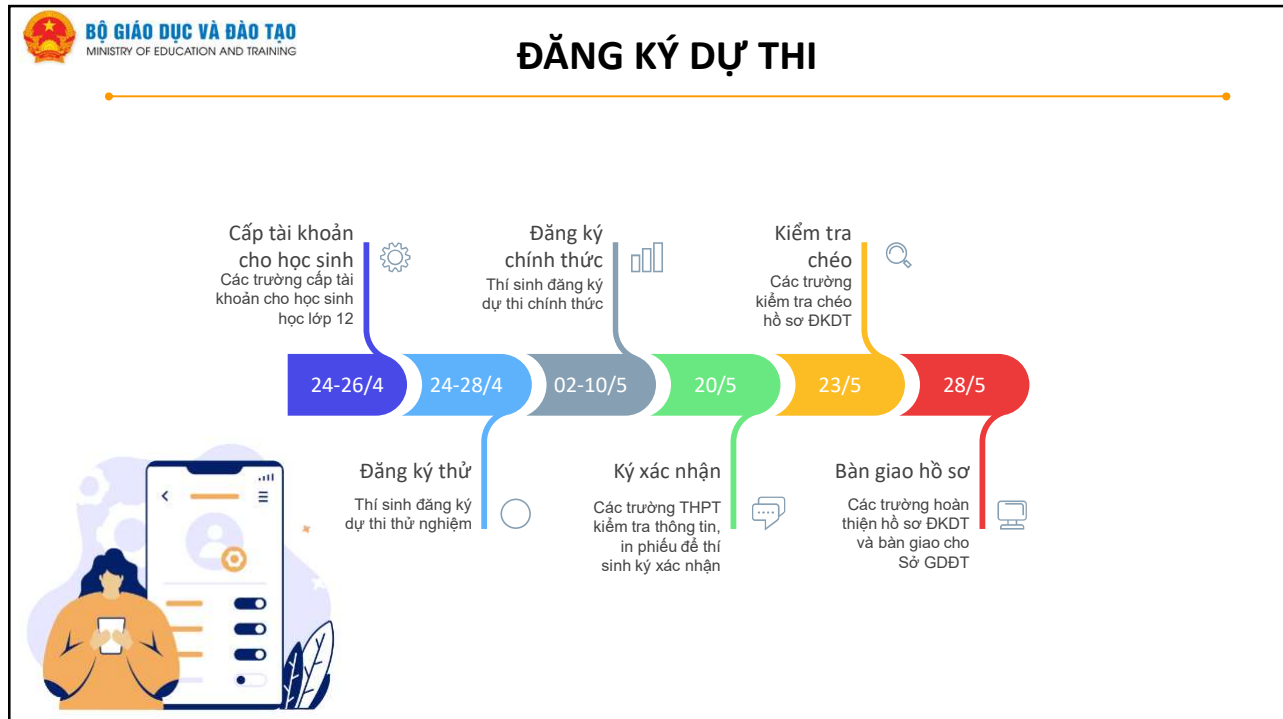 BỘ GIÁO DỤC VÀ ĐÀO TẠO
MINISTRY OF EDUCATION AND TRAINING
ĐĂNG KÝ DỰ THI
Cấp tài khoản
cho học sinh
Các trường cấp tài
khoản cho học sinh
học lớp 12
Đăng ký
chính thức
Thí sinh đăng ký
dự thi chính thức
Kiểm tra
chéo
Các trường
kiểm tra chéo
hồ sơ ĐKDT
24-26/4
24-28/4
02-10/5
20/5
23/5
28/5
Đăng ký thử
Thí sinh đăng ký
dự thi thử nghiệm
Ký xác nhận
Các trường THPT
kiểm tra thông tin,
in phiếu để thí
sinh ký xác nhận
Bàn giao hồ sơ
Các trường hoàn
thiện hồ sơ ĐKDT
và bàn giao cho
Sở GDĐT